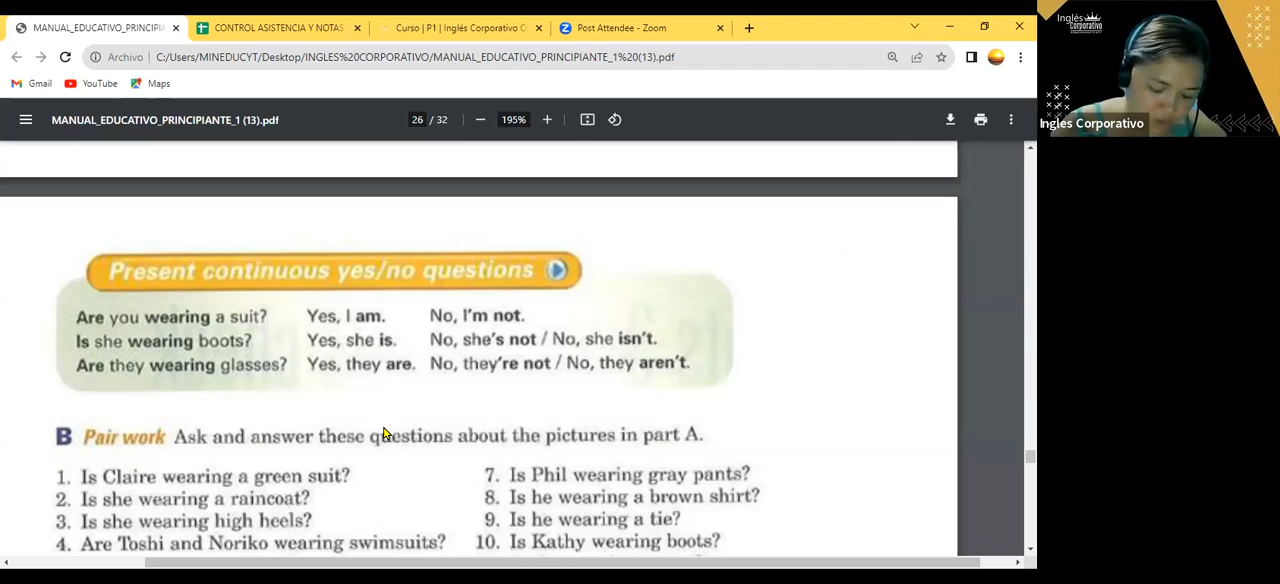 MANUAL_EDUCATIVO_PRINCIPIA
CONTROL ASISTENCIA Y NOTAS
Curso | P1 | Inglés Corporativo
Post Attendee - Zoom
Archivo
C:/Users/MINEDUCYT/Desktop/INGLES%20CORPORATIVO/MANUAL_EDUCATIVO_PRINCIPIANTE_1%20(13).pdf
Gmail
YouTube
Maps
MANUAL_EDUCATIVO_PRINCIPIANTE_1 (13).pdf
26 / 32
195%
Present continuous yes/no questions
Are you wearing a suit? Yes, I am. No, I'm not.
Is she wearing boots? Yes, she is. No, she's not / No, she isn't.
Are they wearing glasses? Yes, they are. No, they're not / No, they aren't.
B Pair work Ask and answer these questions about the pictures in part A.
1. Is Claire wearing a green suit?
2. Is she wearing a raincoat?
3. Is she wearing high heels?
4. Are Toshi and Noriko wearing swimsuits?
7. Is Phil wearing gray pants?
8. Is he wearing a brown shirt?
9. Is he wearing a tie?
10. Is Kathy wearing boots?
Inglés
Corporativo
Ingles Corporativo